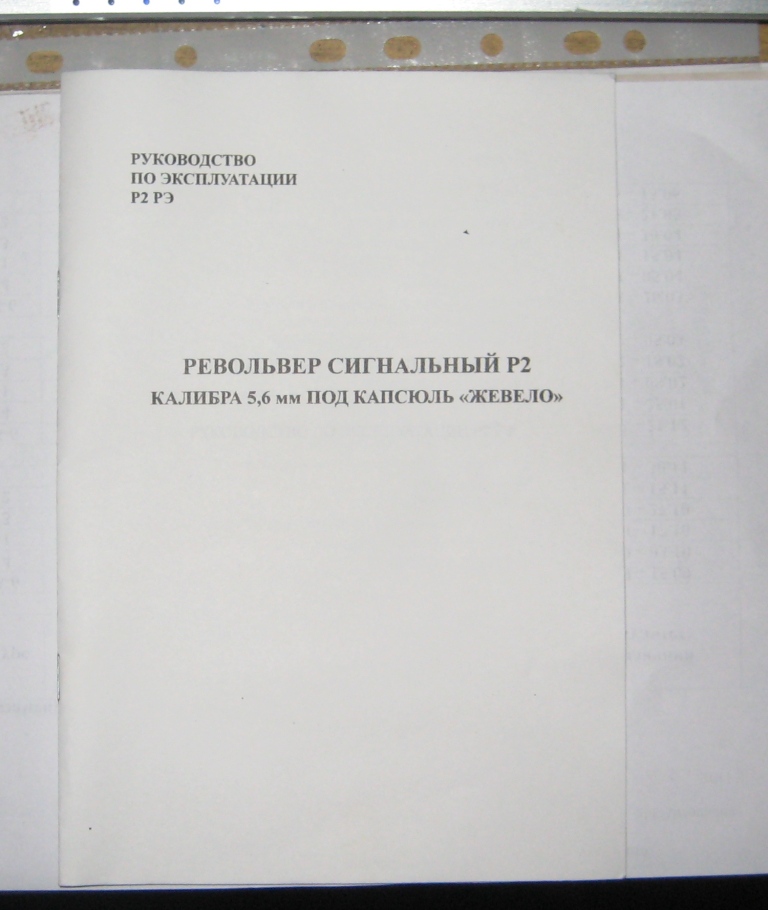 РУКОВОДСТВО
ПО ЭКСПЛУАТАЦИИ
Р2 РЭ
РЕВОЛЬВЕР СИГНАЛЬНЫЙ Р2
КАЛИБРА 5,6 мм ПОД КАПСЮЛЬ «ЖЕВЕЛО»